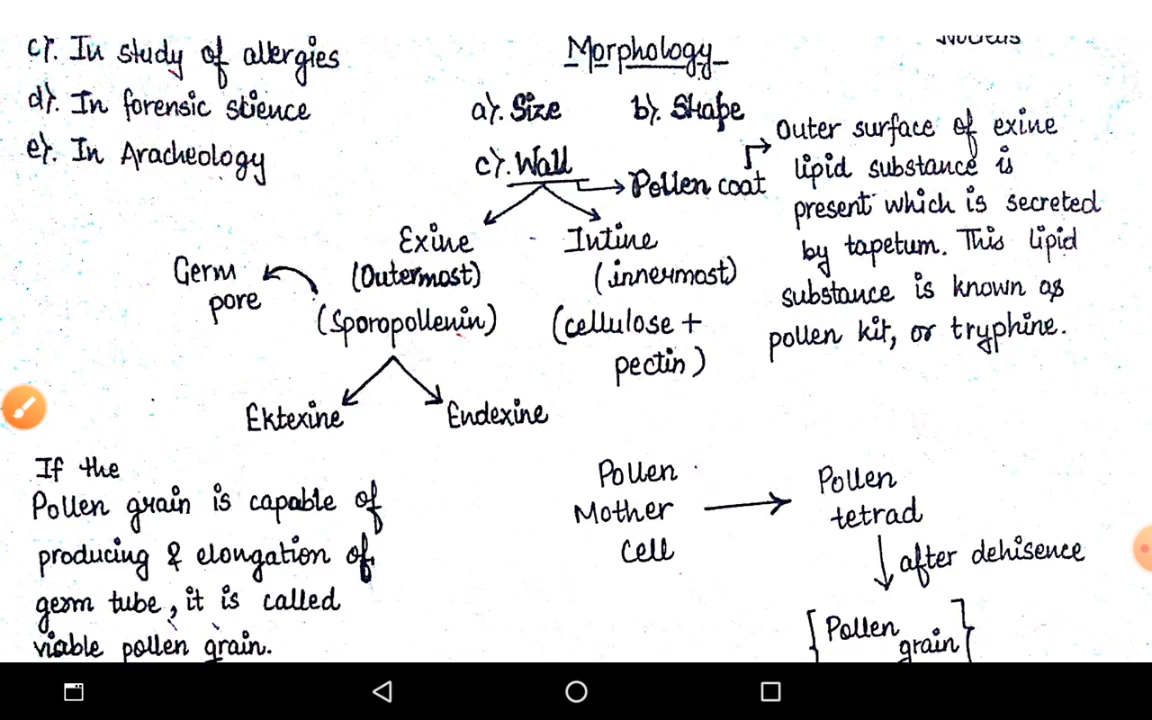 c). In study of allergies
d). In forensic science
e). In Aracheology
Morphology
a). Size b). Shape
c). Wall
Pollen coat
Outer surface of exine
lipid substance is
present which is secreted
by tapetum. This lipid
substance is known as
pollen kit, or tryphine.
Exine
(Outermost)
(Sporopollenin)
Germ
pore
Intine
(innermost)
(cellulose +
pectin)
Ektexine
Endexine
If the
Pollen grain is capable of
producing & elongation of
germ tube, it is called
viable pollen grain.
Pollen
Mother
cell
Pollen
tetrad
after dehisence
Pollen
grain